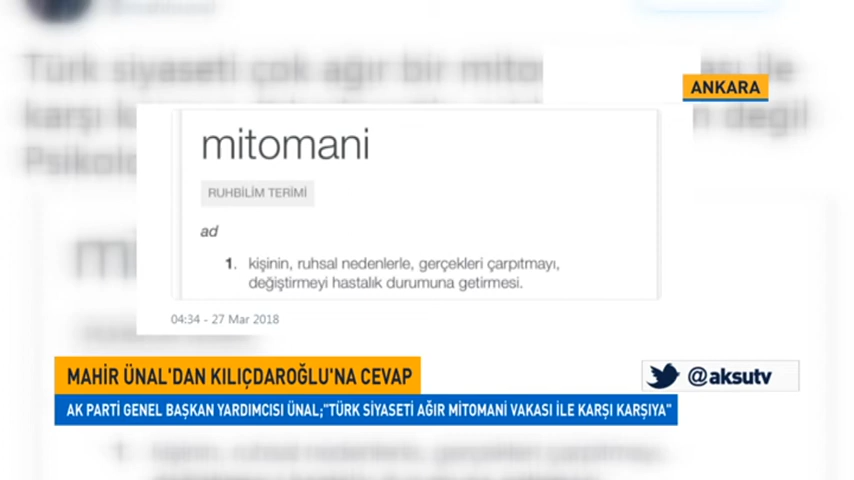 Türk siyaseti çok ağır bir
ile
karşı
değil
ANKARA
mitomani
RUHBİLİM TERİMİ
ad
1. kişinin, ruhsal nedenlerle, gerçekleri çarpıtmayı,
değiştirmeyi hastalık durumuna getirmesi.
04:34 - 27 Mar 2018
MAHİR ÜNAL'DAN KILIÇDAROĞLU'NA CEVAP
@aksutv
AK PARTİ GENEL BAŞKAN YARDIMCISI ÜNAL;"TÜRK SİYASETİ AĞIR MİTOMANİ VAKASI İLE KARŞI KARŞIYA"